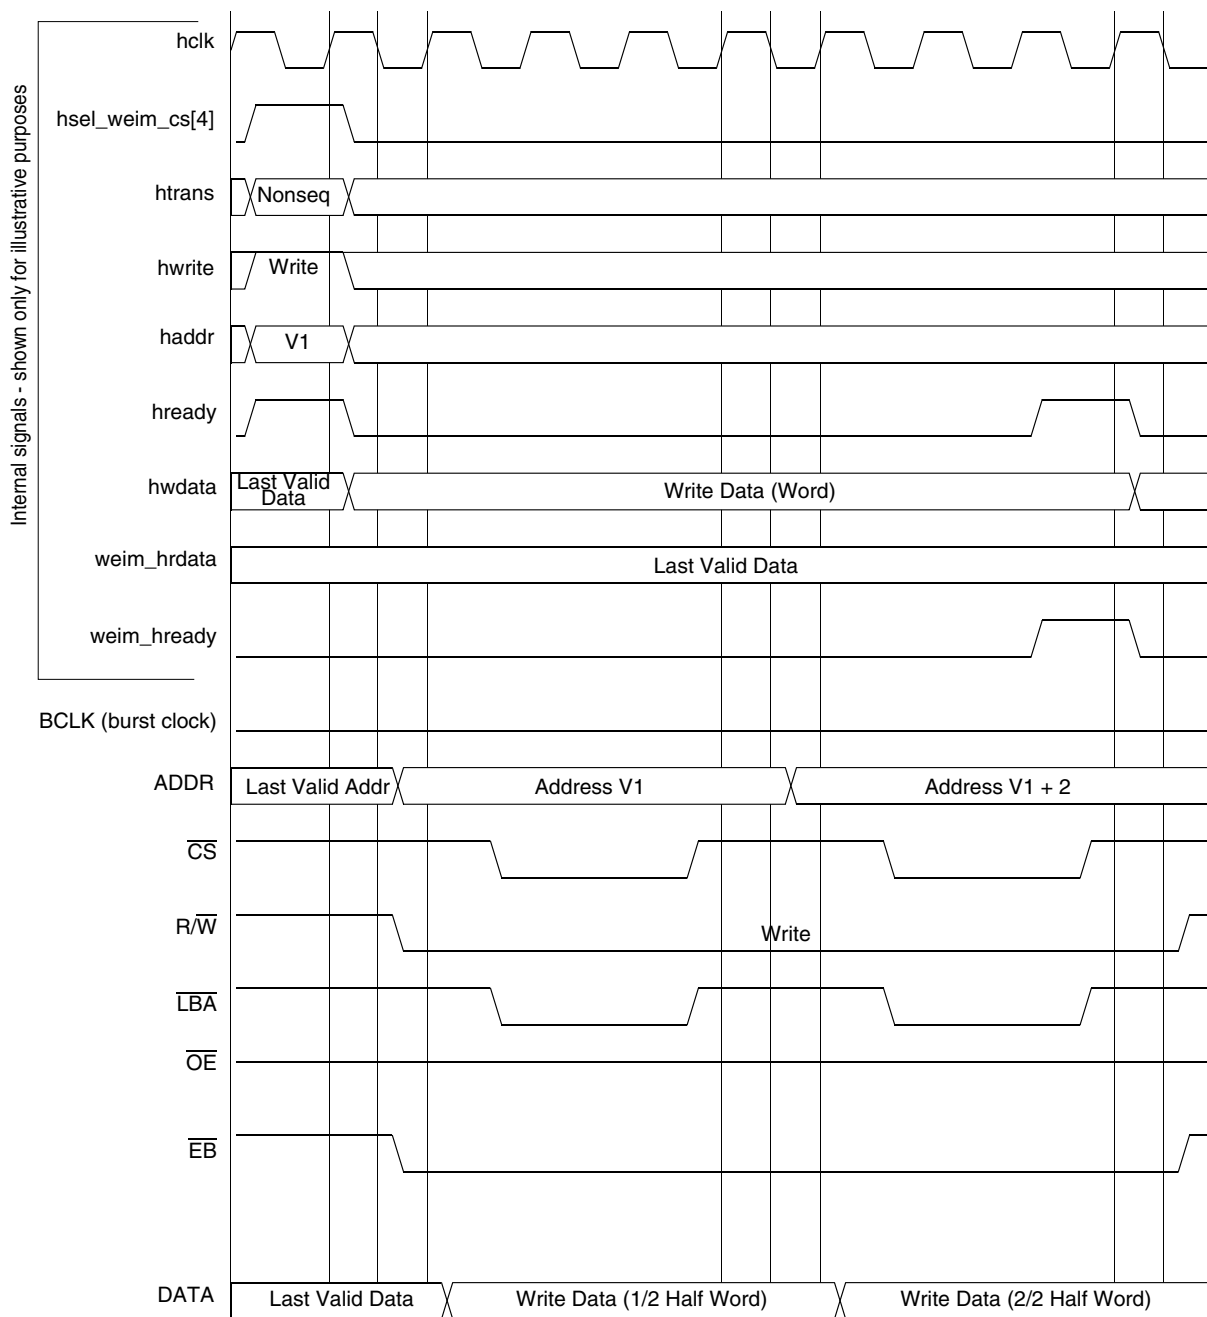 Internal signals - shown only for illustrative purposes
hclk
hsel_weim_cs[4]
htrans
Nonseq
hwrite
Write
haddr
V1
hready
hwdata
Last Valid
Data
Write Data (Word)
weim_hrdata
Last Valid Data
weim_hready
BCLK (burst clock)
ADDR
Last Valid Addr
Address V1
Address V1 + 2
CS
R/W
Write
LBA
OE
EB
DATA
Last Valid Data
Write Data (1/2 Half Word)
Write Data (2/2 Half Word)